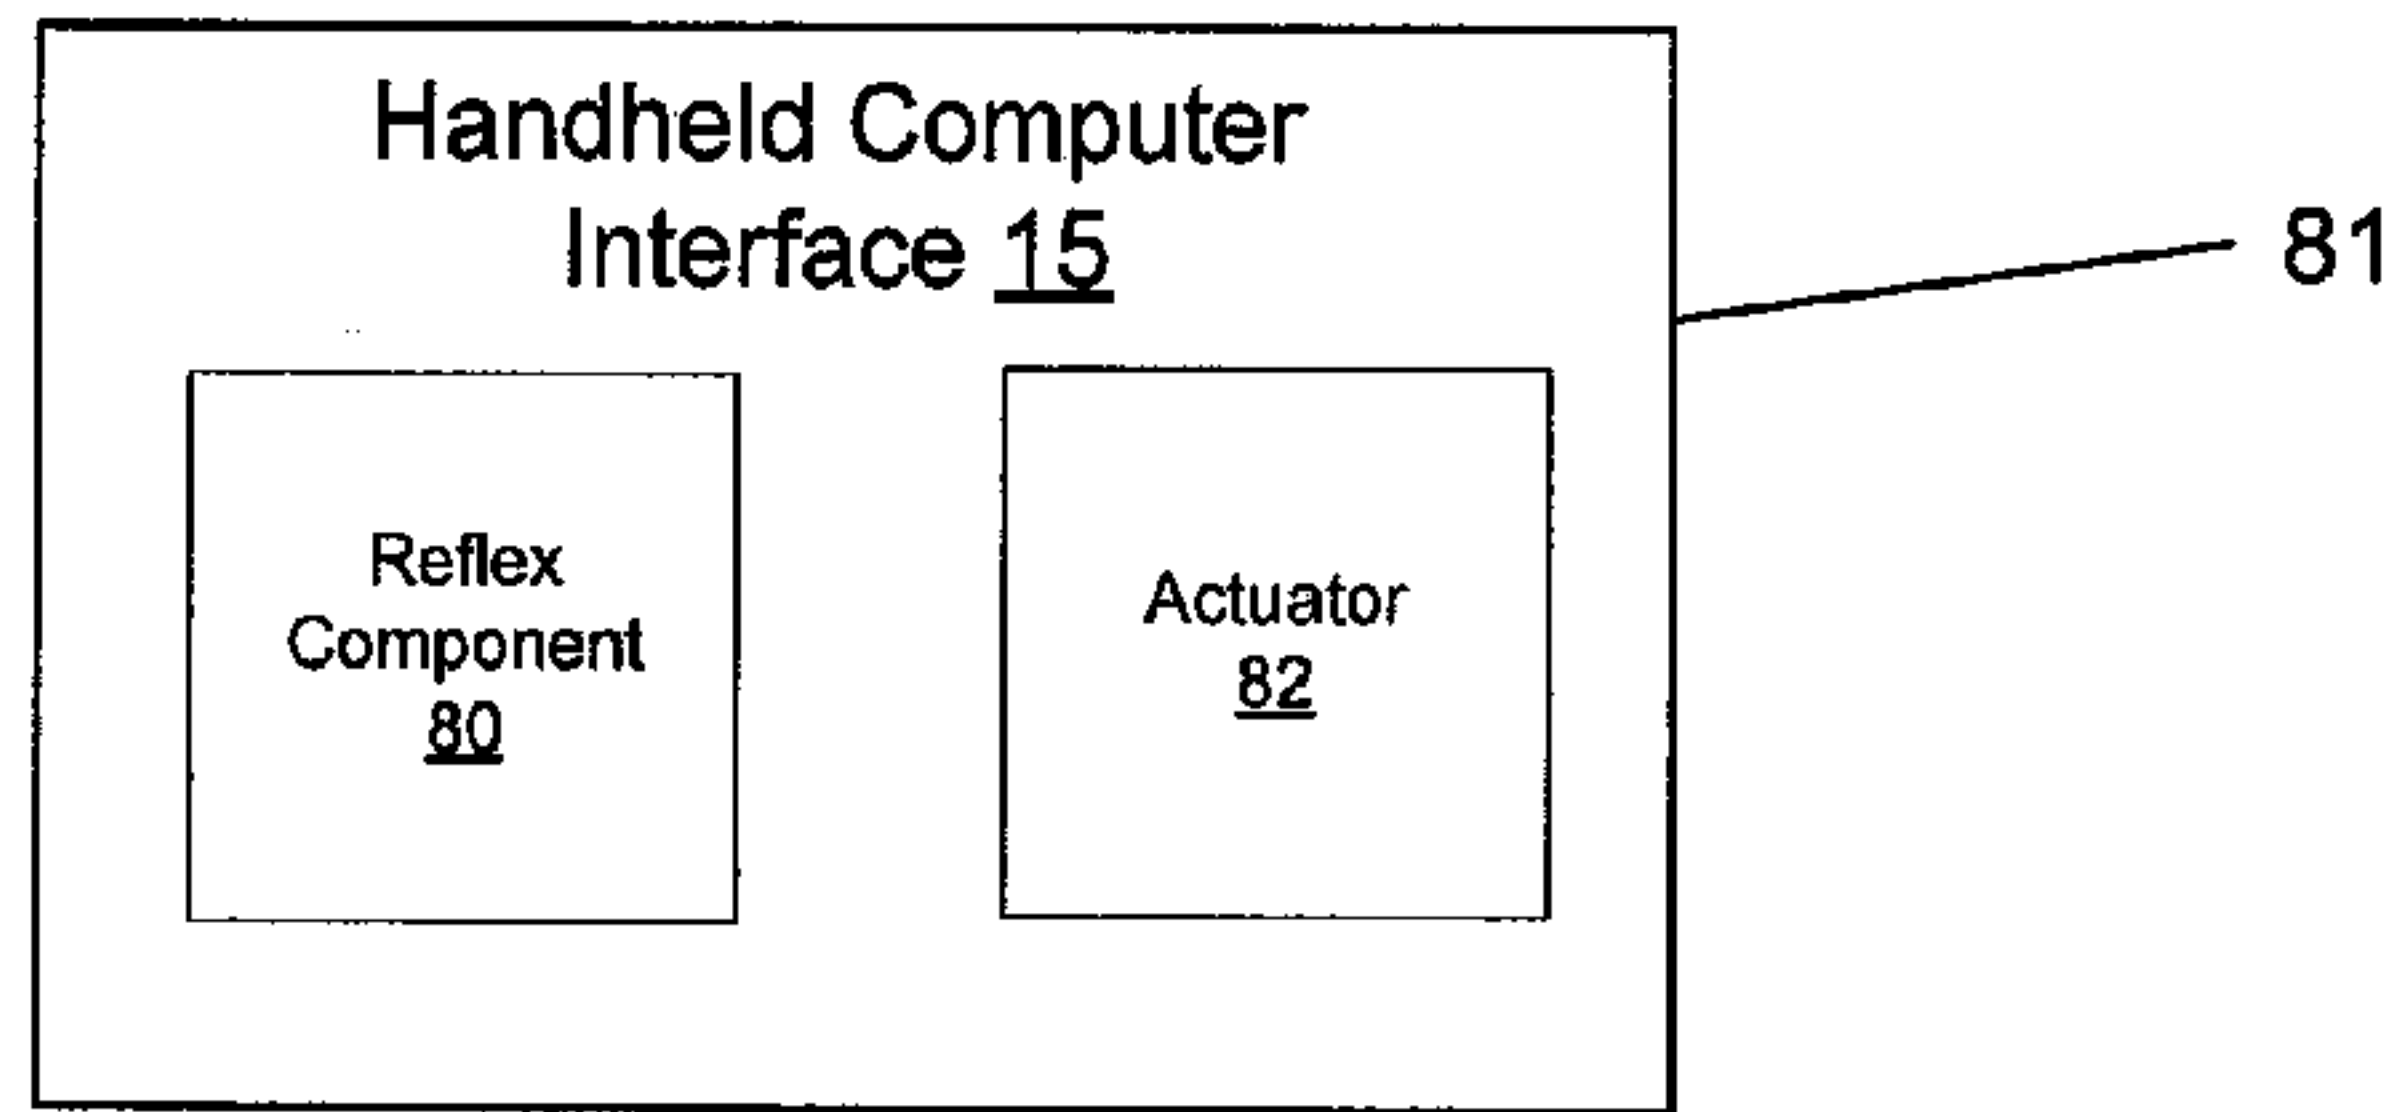 Handheld Computer
Interface 15
81
Reflex
Component
80
Actuator
82